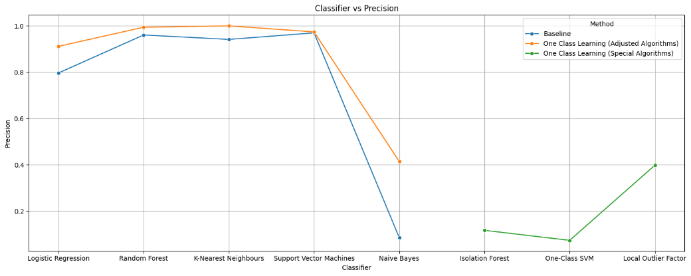 Classifier vs Precision
Method
Baseline
One Class Learning (Adjusted Algorithms)
One Class Learning (Special Algorithms)
Precision
1.0
0.8
0.6
0.4
0.2
Logistic Regression
Random Forest
K-Nearest Neighbours
Support Vector Machines
Naive Bayes
Isolation Forest
One-Class SVM
Local Outlier Factor
Classifier